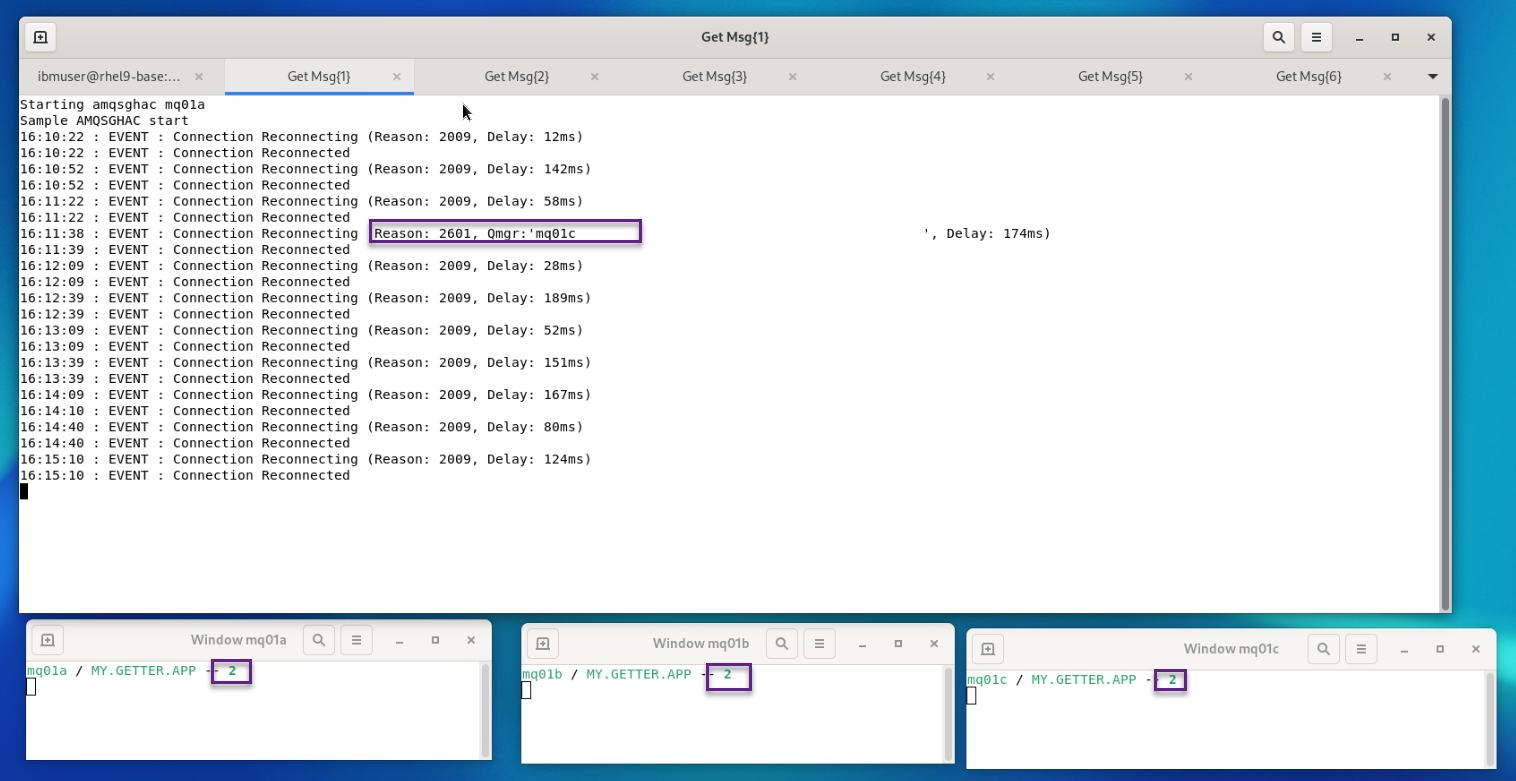 Get Msg{1}
ibmuser@rhel9-base:... Get Msg{1} Get Msg{2} Get Msg{3} Get Msg{4} Get Msg{5} Get Msg{6}
Starting amqsghac mq01a
Sample AMQSGHAC start
16:10:22 : EVENT : Connection Reconnecting (Reason: 2009, Delay: 12ms)
16:10:22 : EVENT : Connection Reconnected
16:10:52 : EVENT : Connection Reconnecting (Reason: 2009, Delay: 142ms)
16:10:52 : EVENT : Connection Reconnected
16:11:22 : EVENT : Connection Reconnecting (Reason: 2009, Delay: 58ms)
16:11:22 : EVENT : Connection Reconnected
16:11:38 : EVENT : Connection Reconnecting (Reason: 2601, Qmgr:'mq01c ', Delay: 174ms)
16:11:39 : EVENT : Connection Reconnected
16:12:09 : EVENT : Connection Reconnecting (Reason: 2009, Delay: 28ms)
16:12:09 : EVENT : Connection Reconnected
16:12:39 : EVENT : Connection Reconnecting (Reason: 2009, Delay: 189ms)
16:12:39 : EVENT : Connection Reconnected
16:13:09 : EVENT : Connection Reconnecting (Reason: 2009, Delay: 52ms)
16:13:09 : EVENT : Connection Reconnected
16:13:39 : EVENT : Connection Reconnecting (Reason: 2009, Delay: 151ms)
16:13:39 : EVENT : Connection Reconnected
16:14:09 : EVENT : Connection Reconnecting (Reason: 2009, Delay: 167ms)
16:14:10 : EVENT : Connection Reconnected
16:14:40 : EVENT : Connection Reconnecting (Reason: 2009, Delay: 80ms)
16:14:40 : EVENT : Connection Reconnected
16:15:10 : EVENT : Connection Reconnecting (Reason: 2009, Delay: 124ms)
16:15:10 : EVENT : Connection Reconnected
Window mq01a
mq01a / MY.GETTER.APP -- 2
Window mq01b
mq01b / MY.GETTER.APP -- 2
Window mq01c
mq01c / MY.GETTER.APP -- 2